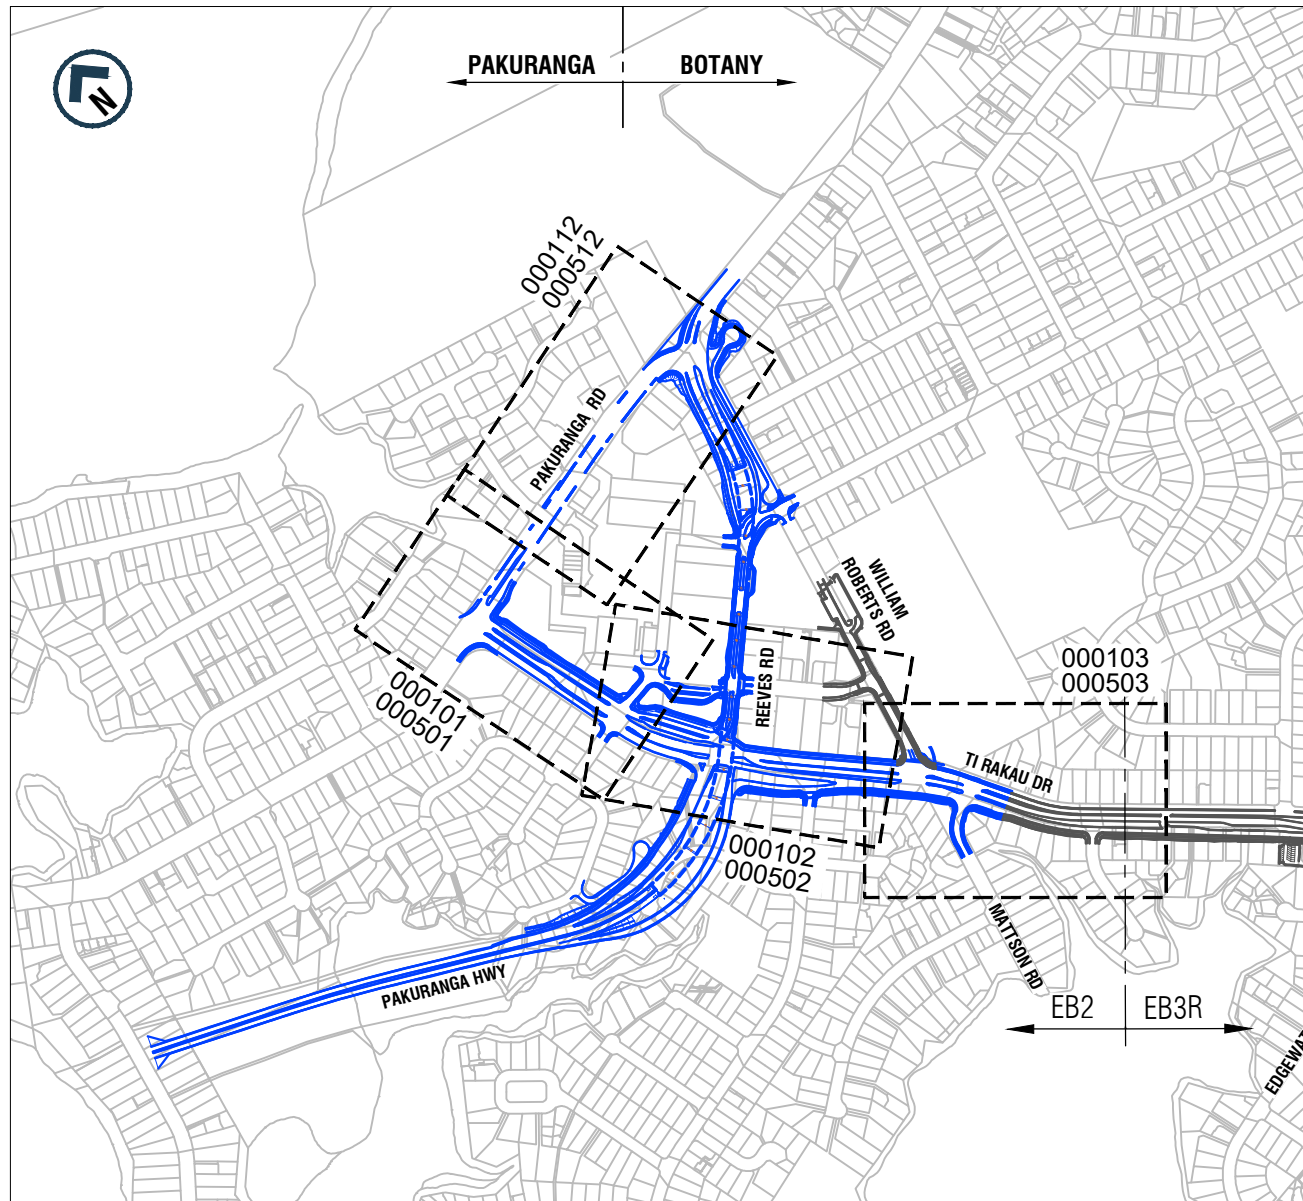 N
PAKURANGA
BOTANY
000112
000512
PAKURANGA RD
WILLIAM
ROBERTS RD
REEVES RD
000101
000501
000103
000503
TI RAKAU DR
000102
000502
MATTSON RD
PAKURANGA HWY
EB2
EB3R